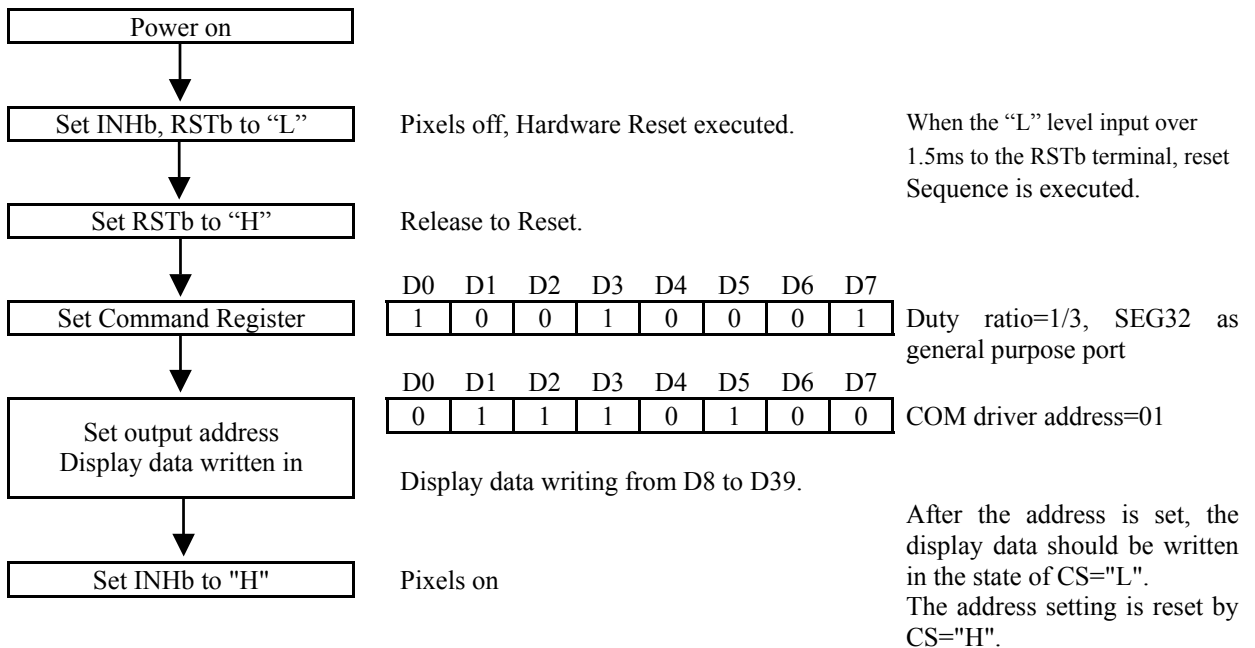 Power on
Set INHb, RSTb to “L”
Pixels off, Hardware Reset executed.
When the “L” level input over
1.5ms to the RSTb terminal, reset
Sequence is executed.
Set RSTb to “H”
Release to Reset.
D0 D1 D2 D3 D4 D5 D6 D7
Set Command Register
1 0 0 1 0 0 0 1
Duty ratio=1/3, SEG32 as
general purpose port
D0 D1 D2 D3 D4 D5 D6 D7
0 1 1 1 0 1 0 0
COM driver address=01
Set output address
Display data written in
Display data writing from D8 to D39.
After the address is set, the
display data should be written
in the state of CS="L".
The address setting is reset by
CS="H".
Set INHb to "H"
Pixels on